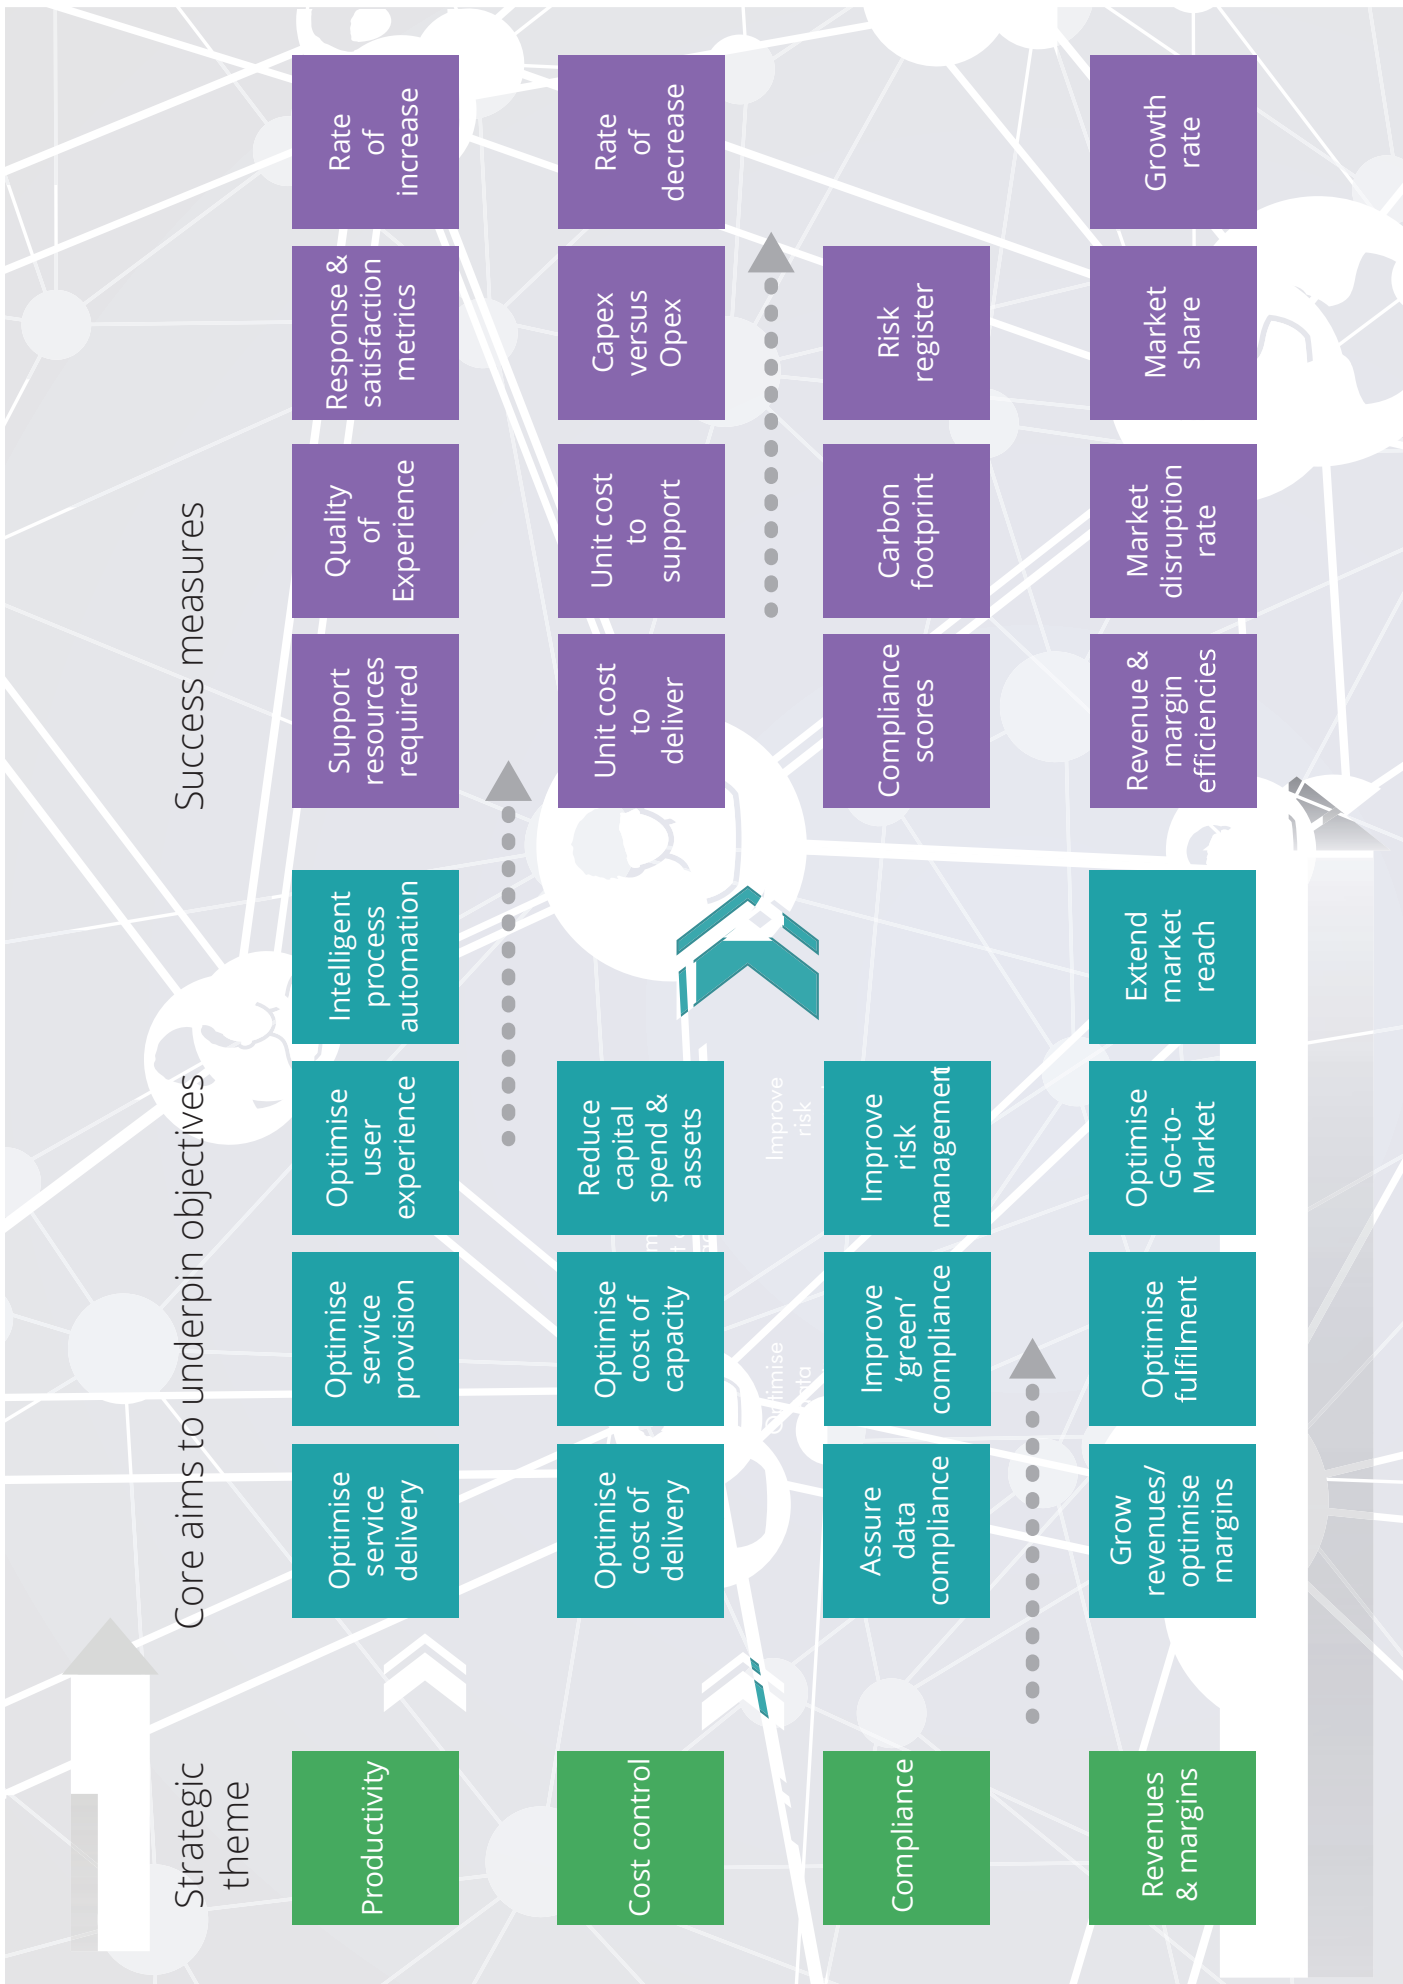 Strategic
theme
Core aims to underpin objectives
Success measures
Productivity
Optimise
service
delivery
Optimise
service
provision
Optimise
user
experience
Intelligent
process
automation
Support
resources
required
Quality
of
Experience
Response &
satisfaction
metrics
Rate
of
increase
Cost control
Optimise
cost of
delivery
Optimise
cost of
capacity
Reduce
capital
spend &
assets
Unit cost
to
deliver
Unit cost
to
support
Capex
versus
Opex
Rate
of
decrease
Optimise
Improve
risk
Compliance
Assure
data
compliance
Improve
‘green’
compliance
Improve
risk
management
Compliance
scores
Carbon
footprint
Risk
register
Revenues
& margins
Grow
revenues/
optimise
margins
Optimise
fulfilment
Optimise
Go-to-
Market
Extend
market
reach
Revenue &
margin
efficiencies
Market
disruption
rate
Market
share
Growth
rate